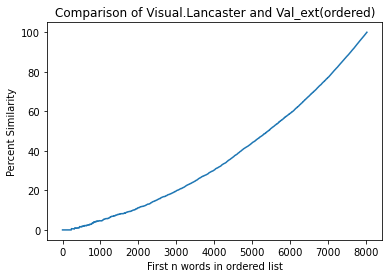 Comparison of Visual.Lancaster and Val_ext(ordered)
100
80
60
40
20
0
Percent Similarity
0 1000 2000 3000 4000 5000 6000 7000 8000
First n words in ordered list